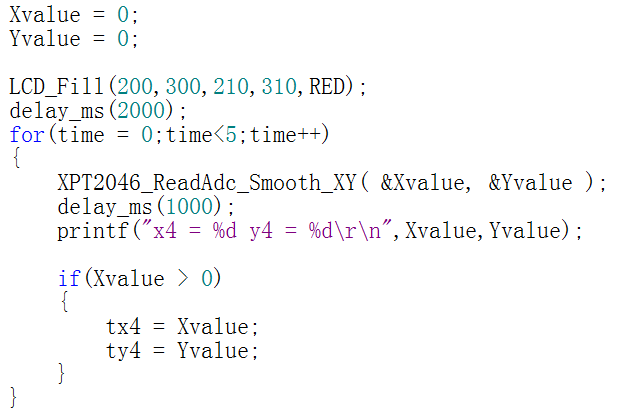 Xvalue = 0;
Yvalue = 0;

LCD_Fill(200,300,210,310,RED);
delay_ms(2000);
for(time = 0;time<5;time++)
{
    XPT2046_ReadAdc_Smooth_XY( &Xvalue, &Yvalue );
    delay_ms(1000);
    printf("x4 = %d y4 = %d\r\n",Xvalue,Yvalue);

    if(Xvalue > 0)
    {
        tx4 = Xvalue;
        ty4 = Yvalue;
    }
}